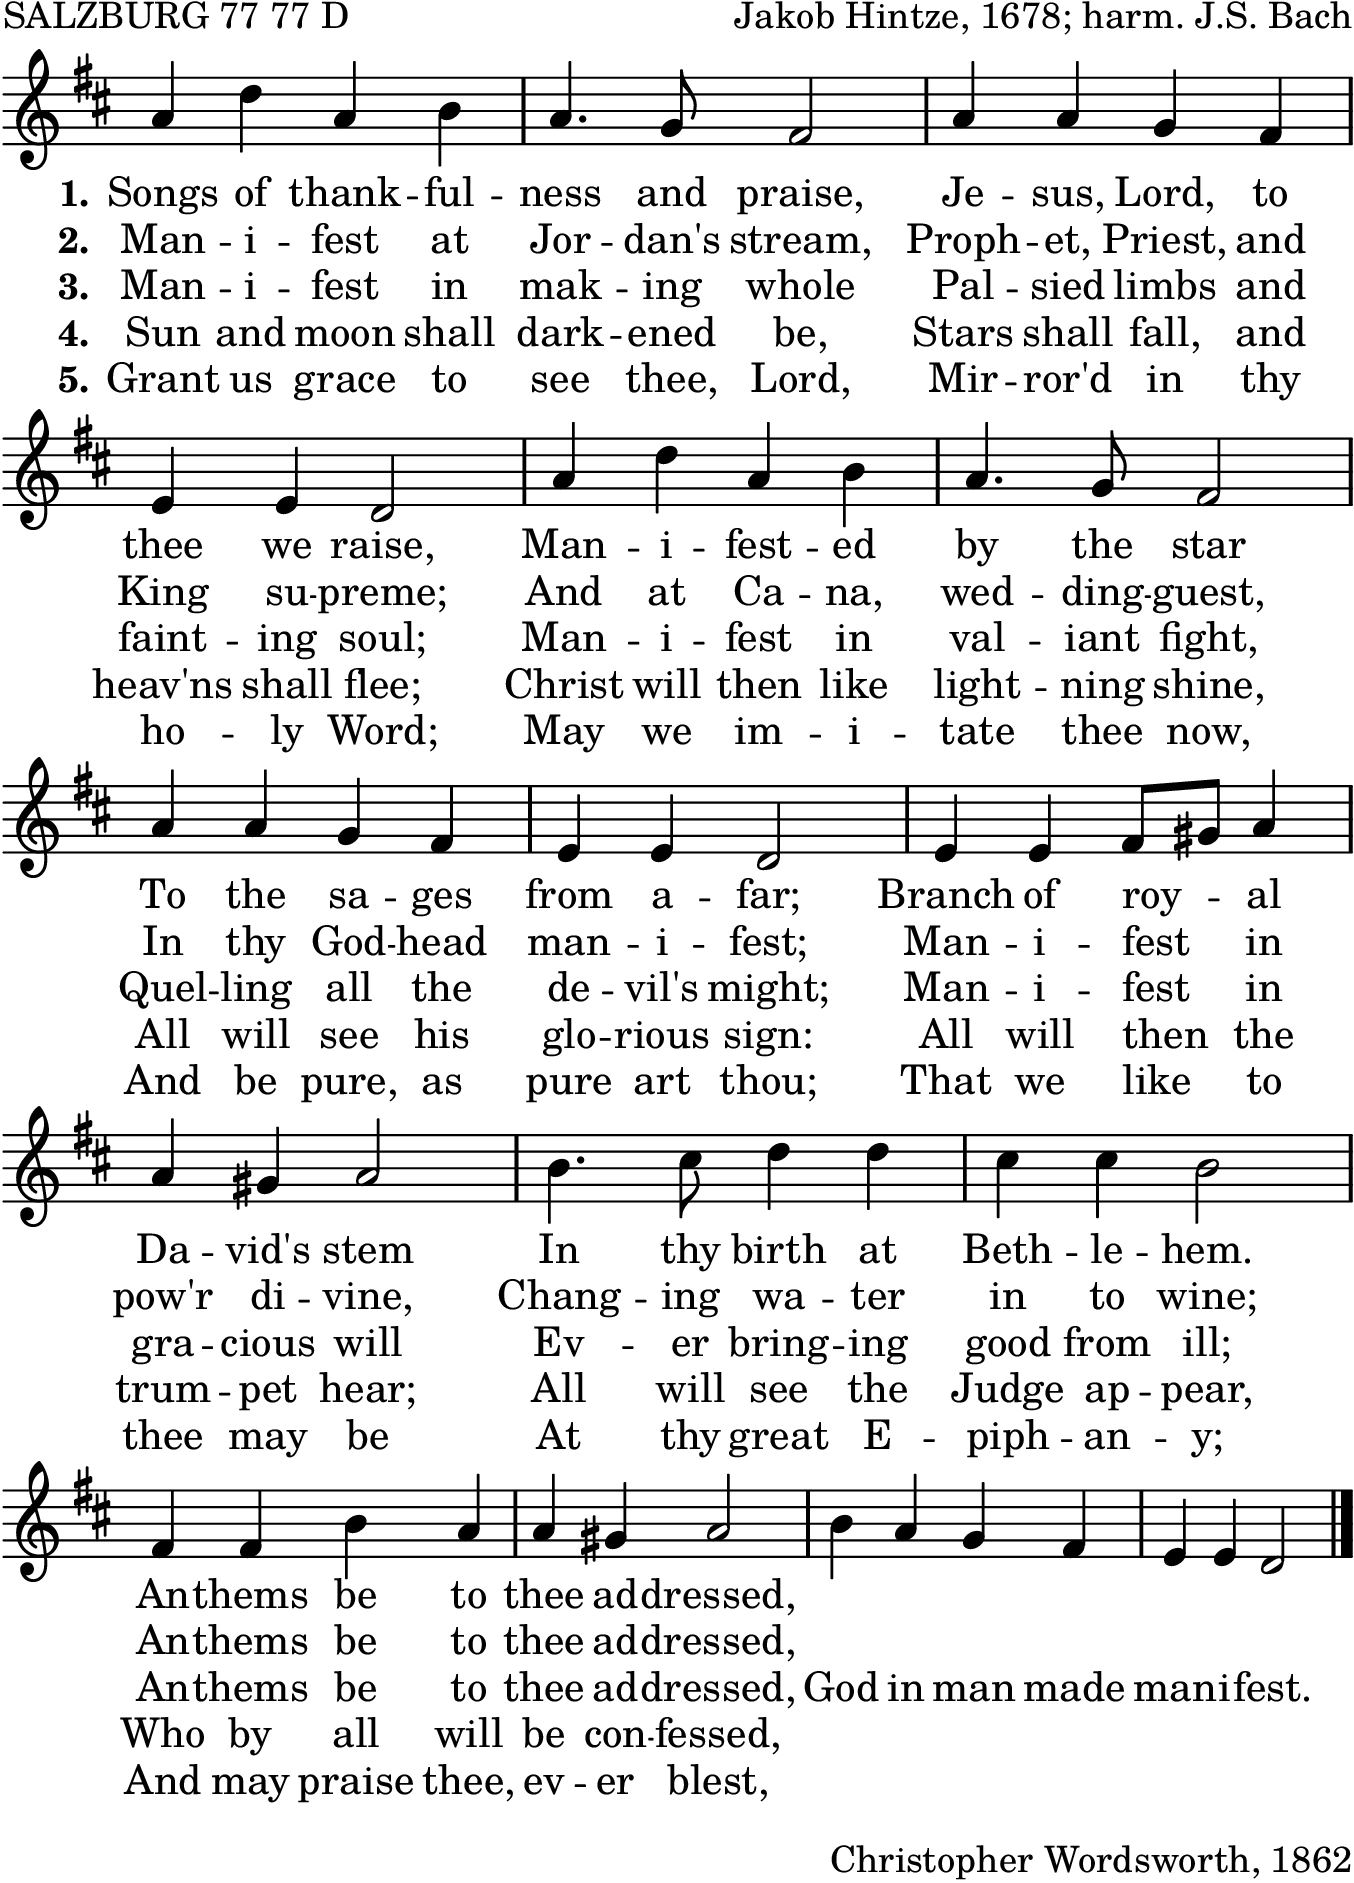 SALZBURG 77 77 D
Jakob Hintze, 1678; harm. J.S. Bach
1. Songs of thank - ful - ness and praise, Je - sus, Lord, to
2. Man - i - fest at Jor - dan's stream, Proph - et, Priest, and
3. Man - i - fest in mak - ing whole Pal - sied limbs and
4. Sun and moon shall dark - ened be, Stars shall fall, and
5. Grant us grace to see thee, Lord, Mir - ror'd in thy
thee we raise, Man - i - fest - ed by the star
King su - preme; And at Ca - na, wed - ding - guest,
faint - ing soul; Man - i - fest in val - iant fight,
heav'ns shall flee; Christ will then like light - ning shine,
ho - ly Word; May we im - i - tate thee now,
To the sa - ges from a - far; Branch of roy - al
In thy God - head man - i - fest; Man - i - fest in
Quel - ling all the de - vil's might; Man - i - fest in
All will see his glo - rious sign: All will then the
And be pure, as pure art thou; That we like to
Da - vid's stem In thy birth at Beth - le - hem.
pow'r di - vine, Chang - ing wa - ter in to wine;
gra - cious will Ev - er bring - ing good from ill;
trum - pet hear; All will see the Judge ap - pear,
thee may be At thy great E - piph - an - y;
Anthems be to thee addressed,
Anthems be to thee addressed,
Anthems be to thee addressed, God in man made manifest.
Who by all will be con - fessed,
And may praise thee, ev - er blest,
Christopher Wordsworth, 1862